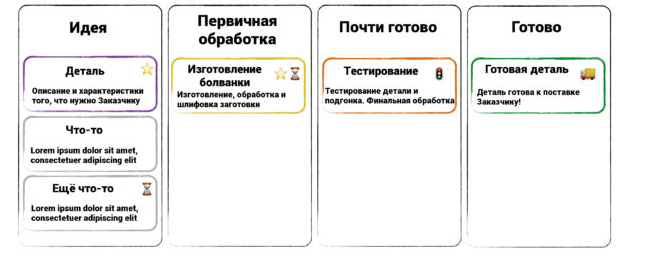 Идея
Деталь
Описание и характеристики
того, что нужно Заказчику
Что-то
Lorem ipsum dolor sit amet,
consectetuer adipiscing elit
Ещё что-то
Lorem ipsum dolor sit amet,
consectetuer adipiscing elit
Первичная
обработка
Изготовление
болванки
Изготовление, обработка и
шлифовка заготовки
Почти готово
Тестирование
Тестирование детали и
подгонка. Финальная обработка
Готово
Готовая деталь
Деталь готова к поставке
Заказчику!